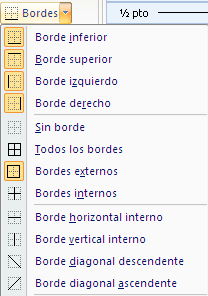 Bordes
½ pto
Borde inferior
Borde superior
Borde izquierdo
Borde derecho
Sin borde
Todos los bordes
Bordes externos
Bordes internos
Borde horizontal interno
Borde vertical interno
Borde diagonal descendente
Borde diagonal ascendente